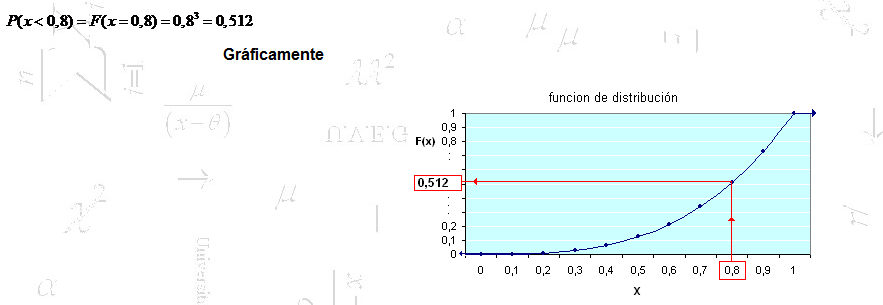 P(x<0,8) = F(x=0,8) = 0,8³ = 0,512
Gráficamente
α
μ
μ
n
μ
(x-θ)
U.V.E.G
χ²
μ
Universit
α
x
μ
funcion de distribución
1
0,9
F(x) 0,8
:
0,512
:
0,2
0,1
0
0 0,1 0,2 0,3 0,4 0,5 0,6 0,7 0,8 0,9 1
X